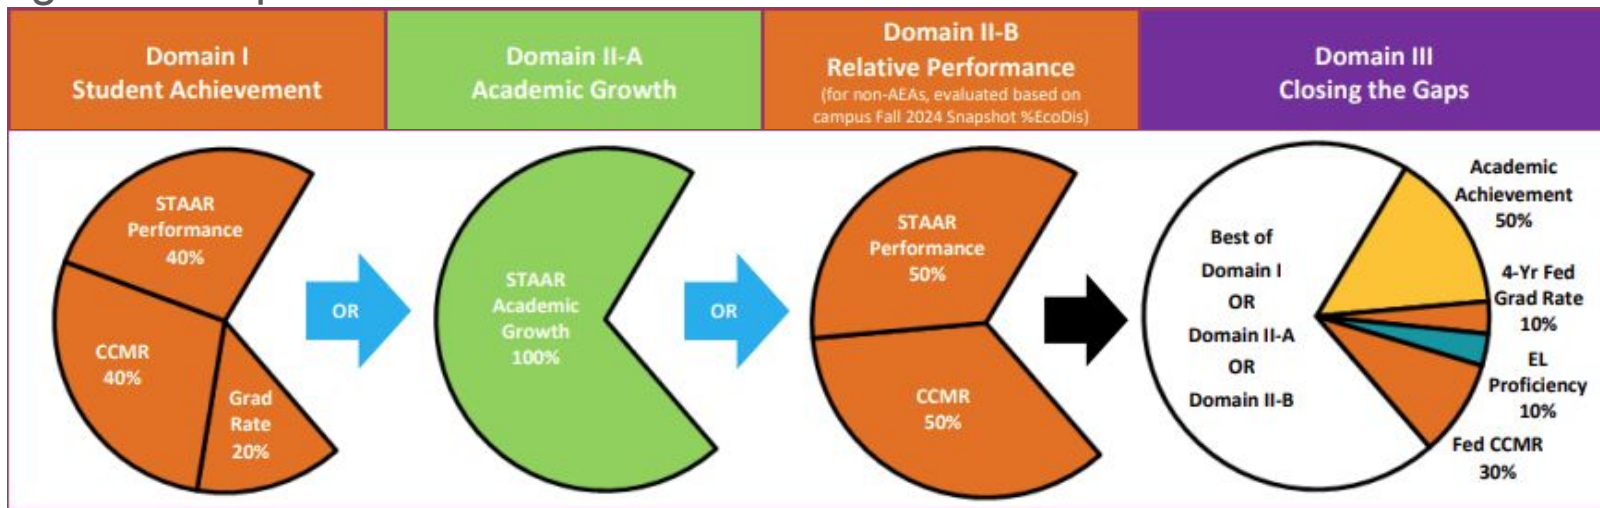 Domain I
Student Achievement
Domain II-A
Academic Growth
Domain II-B
Relative Performance
(for non-AEAs, evaluated based on
campus Fall 2024 Snapshot %EcoDis)
Domain III
Closing the Gaps
STAAR
Performance
40%
CCMR
40%
Grad
Rate
20%
OR
STAAR
Academic
Growth
100%
OR
STAAR
Performance
50%
CCMR
50%
Best of
Domain I
OR
Domain II-A
OR
Domain II-B
Academic
Achievement
50%
4-Yr Fed
Grad Rate
10%
EL
Proficiency
10%
Fed CCMR
30%